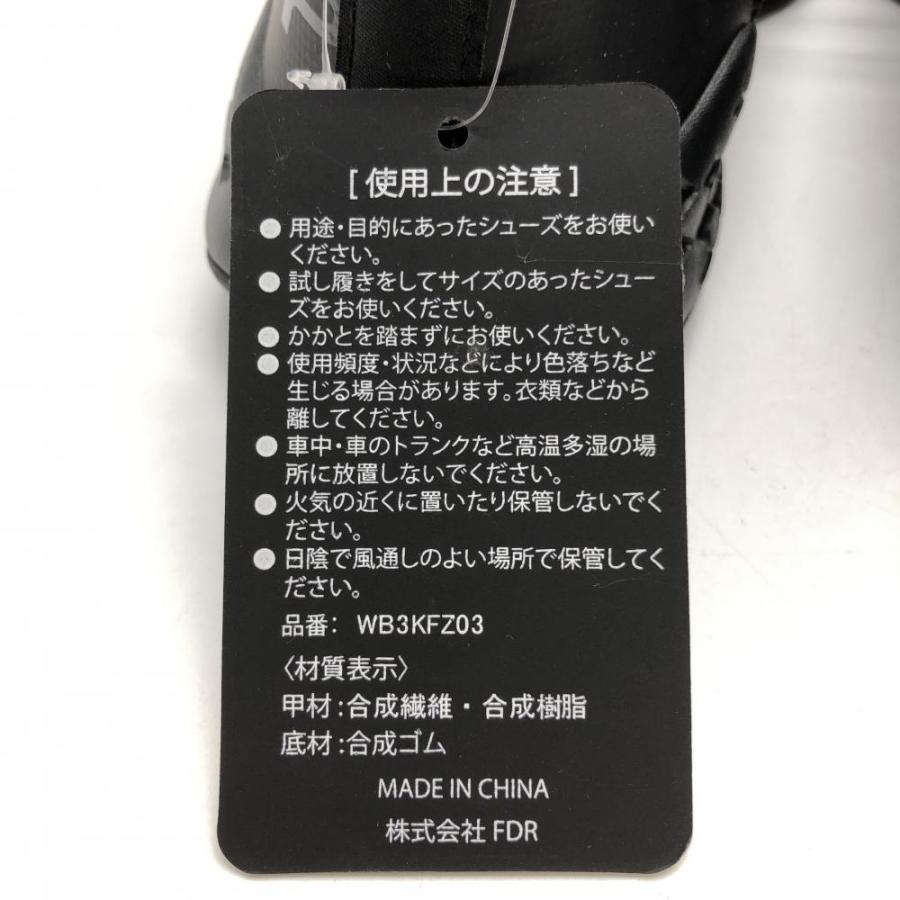 [ 使用上の注意 ]
● 用途・目的にあったシューズをお使い
ください。
● 試し履きをしてサイズのあったシュー
ズをお使いください。
● かかとを踏まずにお使いください。
● 使用頻度・状況などにより色落ちなど
生じる場合があります。衣類などから
離してください。
● 車中・車のトランクなど高温多湿の場
所に放置しないでください。
● 火気の近くに置いたり保管しないでく
ださい。
● 日陰で風通しのよい場所で保管してく
ださい。
品番： WB3KFZ03
〈材質表示〉
甲材：合成繊維・合成樹脂
底材：合成ゴム
MADE IN CHINA
株式会社 FDR